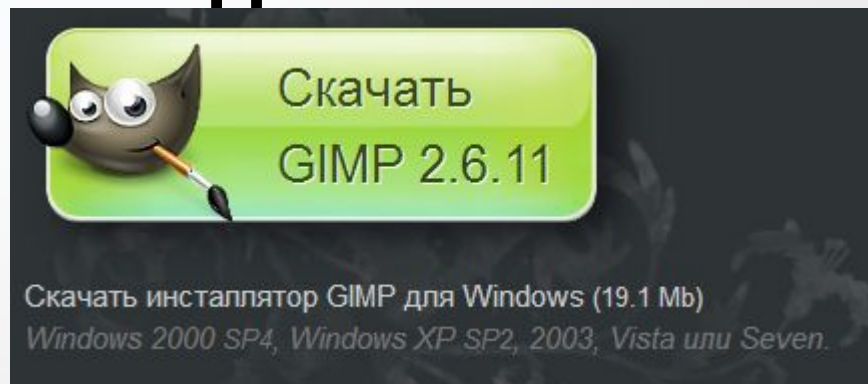 Скачать
GIMP 2.6.11
Скачать инсталлятор GIMP для Windows (19.1 Mb)
Windows 2000 SP4, Windows XP SP2, 2003, Vista или Seven.